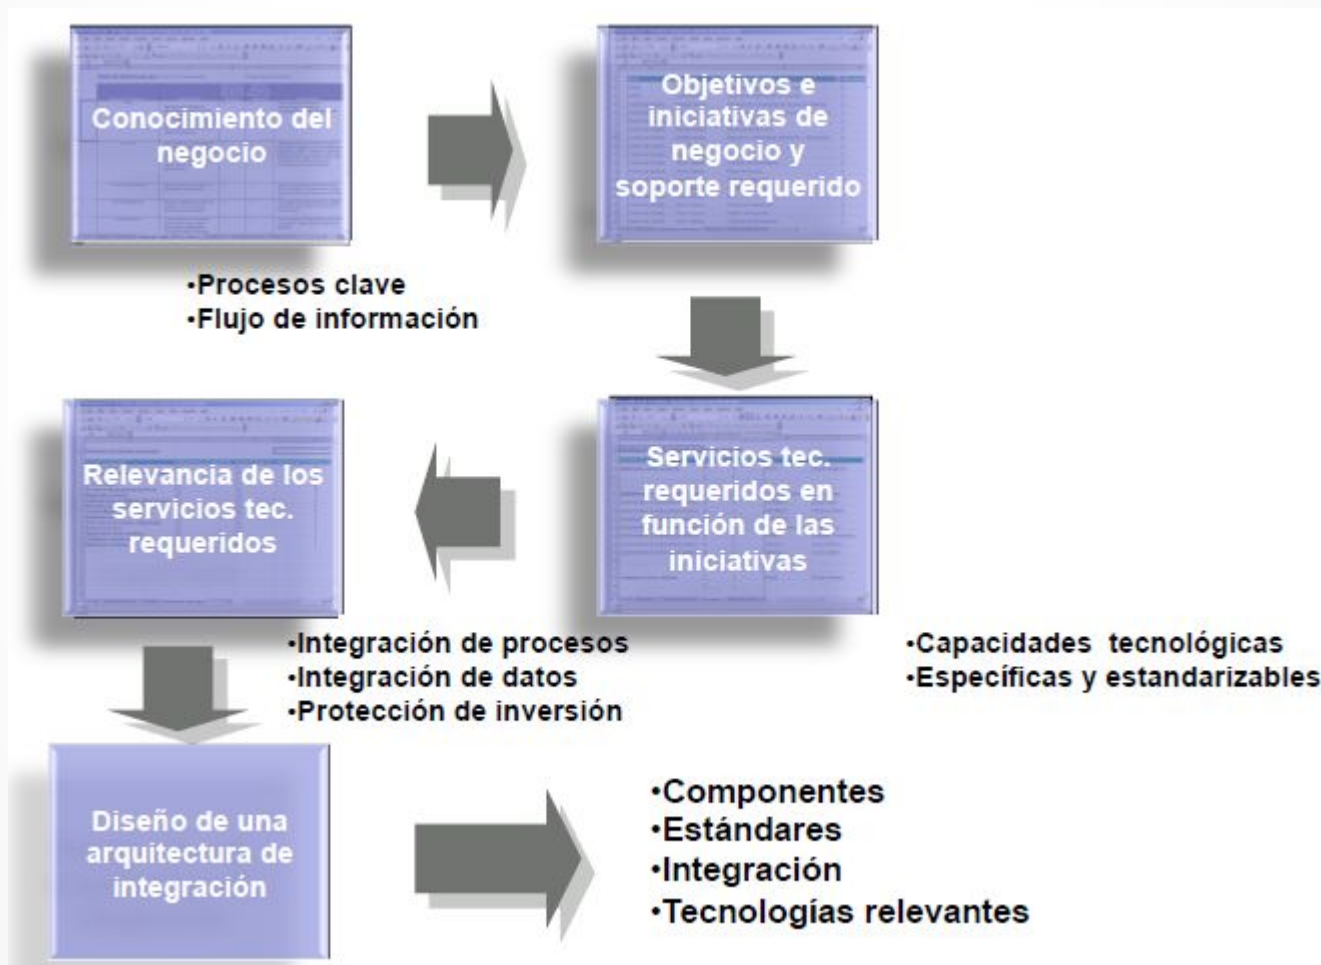 Conocimiento del
negocio
Objetivos e
iniciativas de
negocio y
soporte requerido
•Procesos clave
•Flujo de información
Relevancia de los
servicios tec.
requeridos
Servicios tec.
requeridos en
función de las
iniciativas
•Integración de procesos
•Integración de datos
•Protección de inversión
•Capacidades tecnológicas
•Específicas y estandarizables
Diseño de una
arquitectura de
integración
•Componentes
•Estándares
•Integración
•Tecnologías relevantes